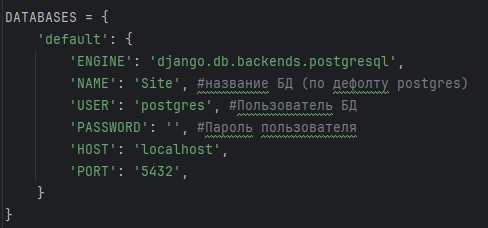 DATABASES = {
    'default': {
        'ENGINE': 'django.db.backends.postgresql',
        'NAME': 'Site', #название БД (по дефолту postgres)
        'USER': 'postgres', #Пользователь БД
        'PASSWORD': '', #Пароль пользователя
        'HOST': 'localhost',
        'PORT': '5432',
    }
}